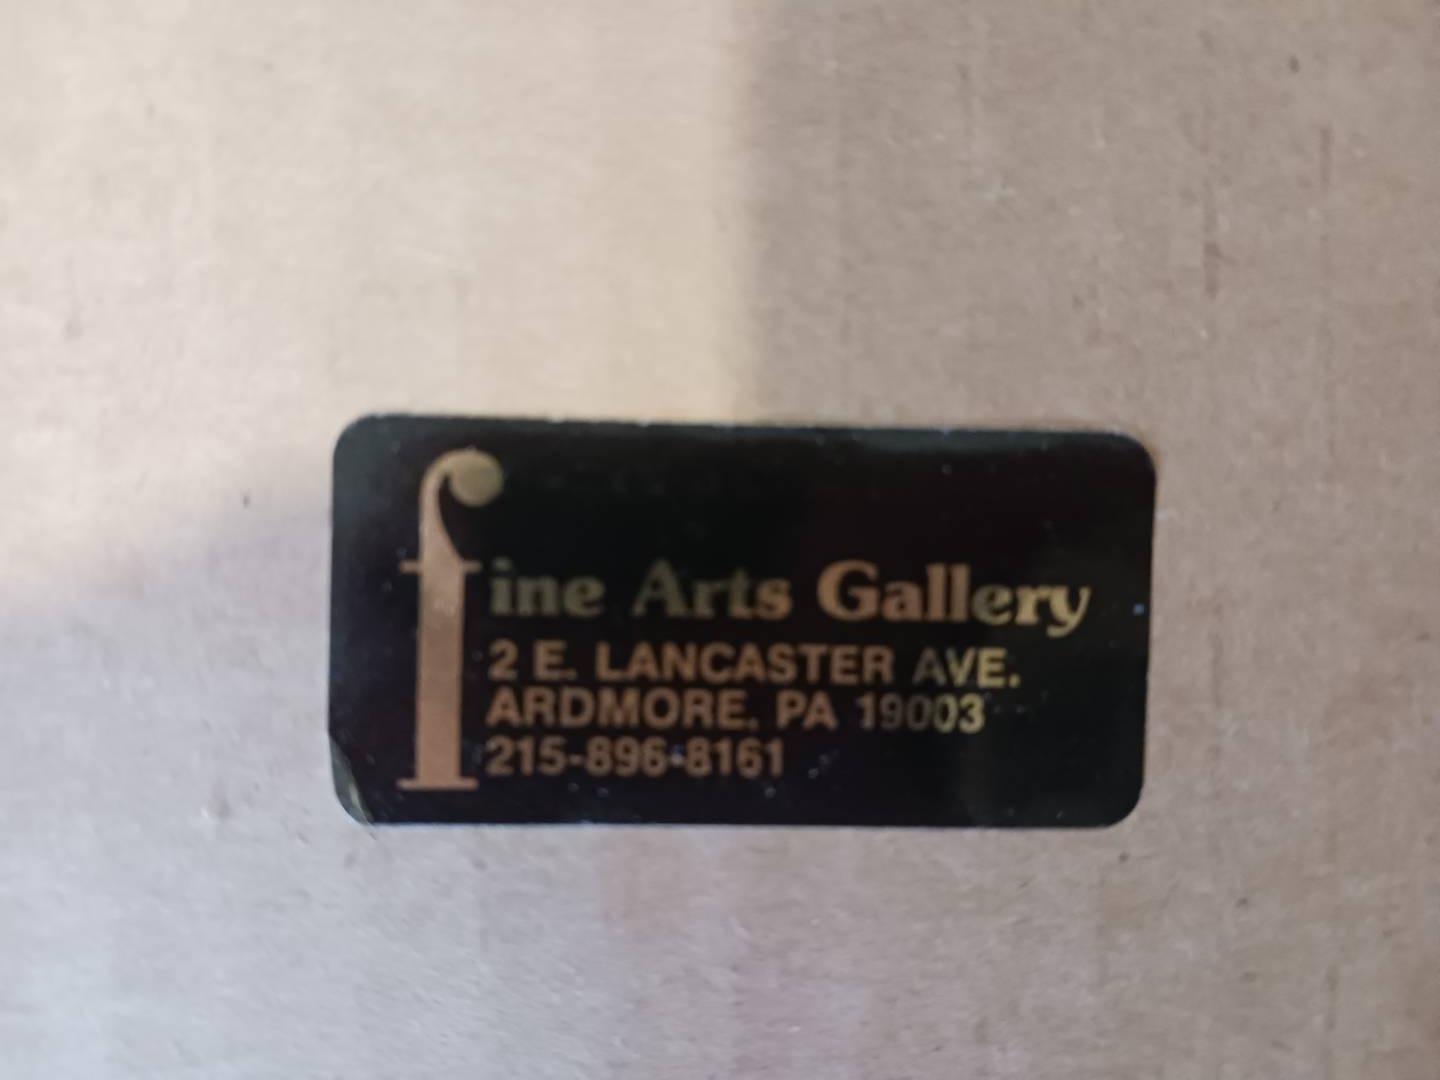 fine Arts Gallery
2 E. LANCASTER AVE.
ARDMORE, PA 19003
215-896-8161